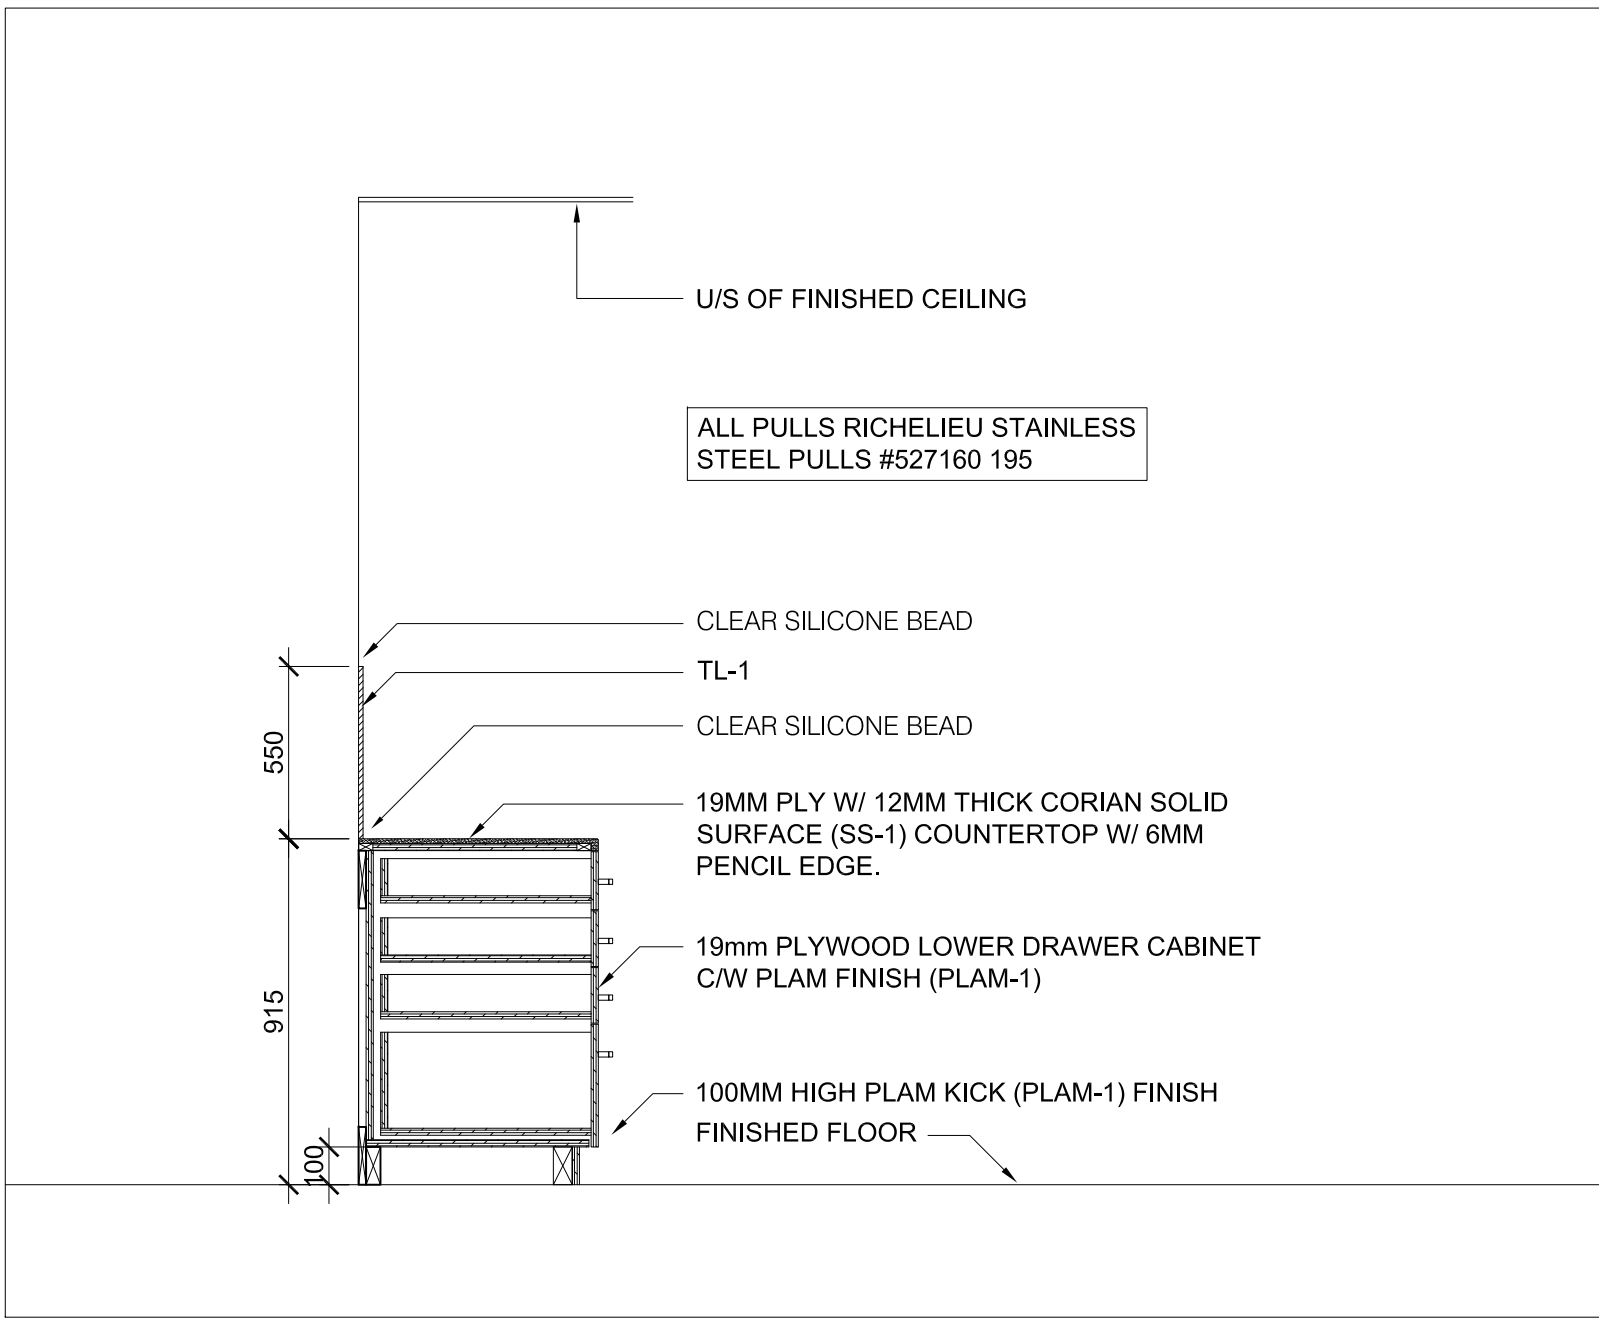 U/S OF FINISHED CEILING
ALL PULLS RICHELIEU STAINLESS
STEEL PULLS #527160 195
CLEAR SILICONE BEAD
TL-1
CLEAR SILICONE BEAD
550
19MM PLY W/ 12MM THICK CORIAN SOLID
SURFACE (SS-1) COUNTERTOP W/ 6MM
PENCIL EDGE.
19mm PLYWOOD LOWER DRAWER CABINET
C/W PLAM FINISH (PLAM-1)
915
100MM HIGH PLAM KICK (PLAM-1) FINISH
FINISHED FLOOR
100